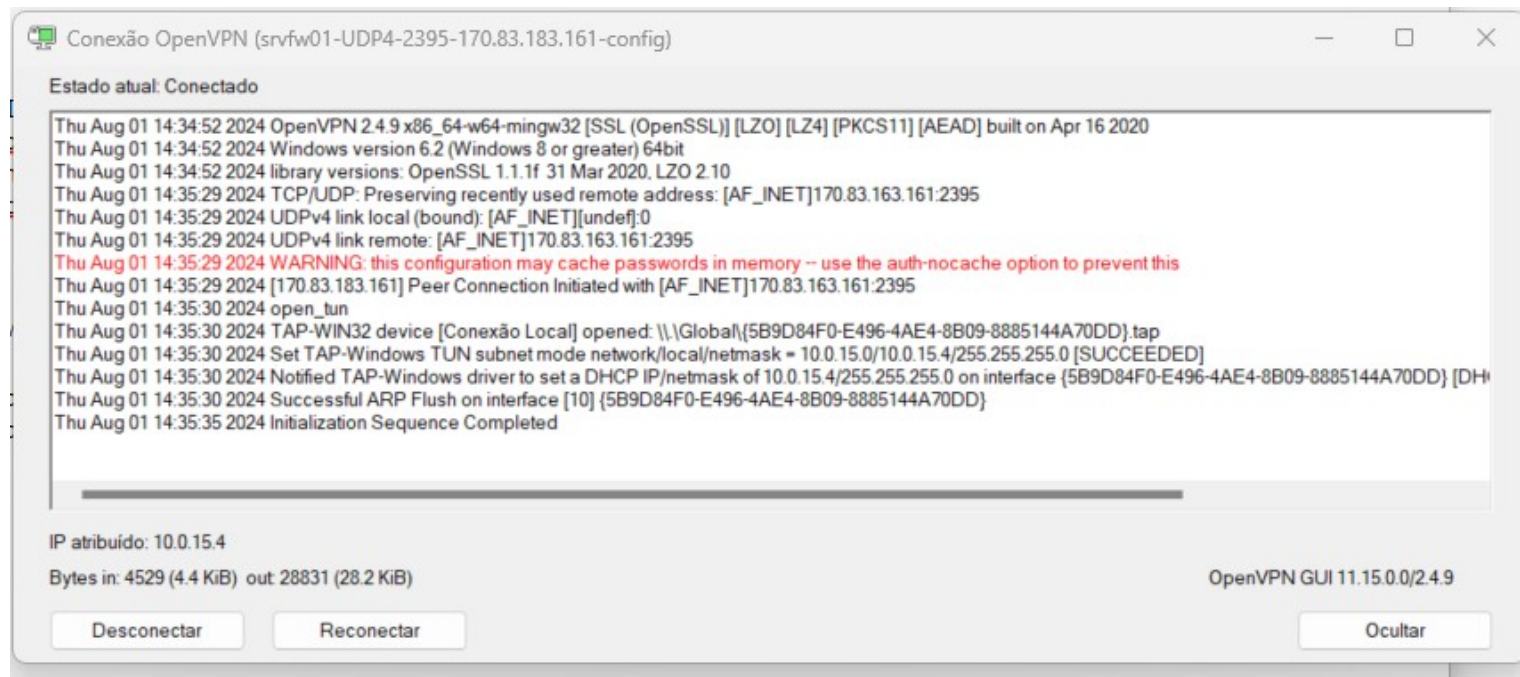 Conexão OpenVPN (srvfw01-UDP4-2395-170.83.183.161-config)
Estado atual: Conectado
Thu Aug 01 14:34:52 2024 OpenVPN 2.4.9 x86_64-w64-mingw32 [SSL (OpenSSL)] [LZO] [LZ4] [PKCS11] [AEAD] built on Apr 16 2020
Thu Aug 01 14:34:52 2024 Windows version 6.2 (Windows 8 or greater) 64bit
Thu Aug 01 14:34:52 2024 library versions: OpenSSL 1.1.1f 31 Mar 2020, LZO 2.10
Thu Aug 01 14:35:29 2024 TCP/UDP: Preserving recently used remote address: [AF_INET]170.83.163.161:2395
Thu Aug 01 14:35:29 2024 UDPv4 link local (bound): [AF_INET][undef]:0
Thu Aug 01 14:35:29 2024 UDPv4 link remote: [AF_INET]170.83.163.161:2395
Thu Aug 01 14:35:29 2024 WARNING: this configuration may cache passwords in memory -- use the auth-nocache option to prevent this
Thu Aug 01 14:35:29 2024 [170.83.183.161] Peer Connection Initiated with [AF_INET]170.83.163.161:2395
Thu Aug 01 14:35:30 2024 open_tun
Thu Aug 01 14:35:30 2024 TAP-WIN32 device [Conexão Local] opened: \\.\Global\{5B9D84F0-E496-4AE4-8B09-8885144A70DD}.tap
Thu Aug 01 14:35:30 2024 Set TAP-Windows TUN subnet mode network/local/netmask = 10.0.15.0/10.0.15.4/255.255.255.0 [SUCCEEDED]
Thu Aug 01 14:35:30 2024 Notified TAP-Windows driver to set a DHCP IP/netmask of 10.0.15.4/255.255.255.0 on interface {5B9D84F0-E496-4AE4-8B09-8885144A70DD} [DH
Thu Aug 01 14:35:30 2024 Successful ARP Flush on interface [10] {5B9D84F0-E496-4AE4-8B09-8885144A70DD}
Thu Aug 01 14:35:35 2024 Initialization Sequence Completed
IP atribuído: 10.0.15.4
Bytes in: 4529 (4.4 KiB) out: 28831 (28.2 KiB)
OpenVPN GUI 11.15.0.0/2.4.9
Desconectar
Reconectar
Ocultar